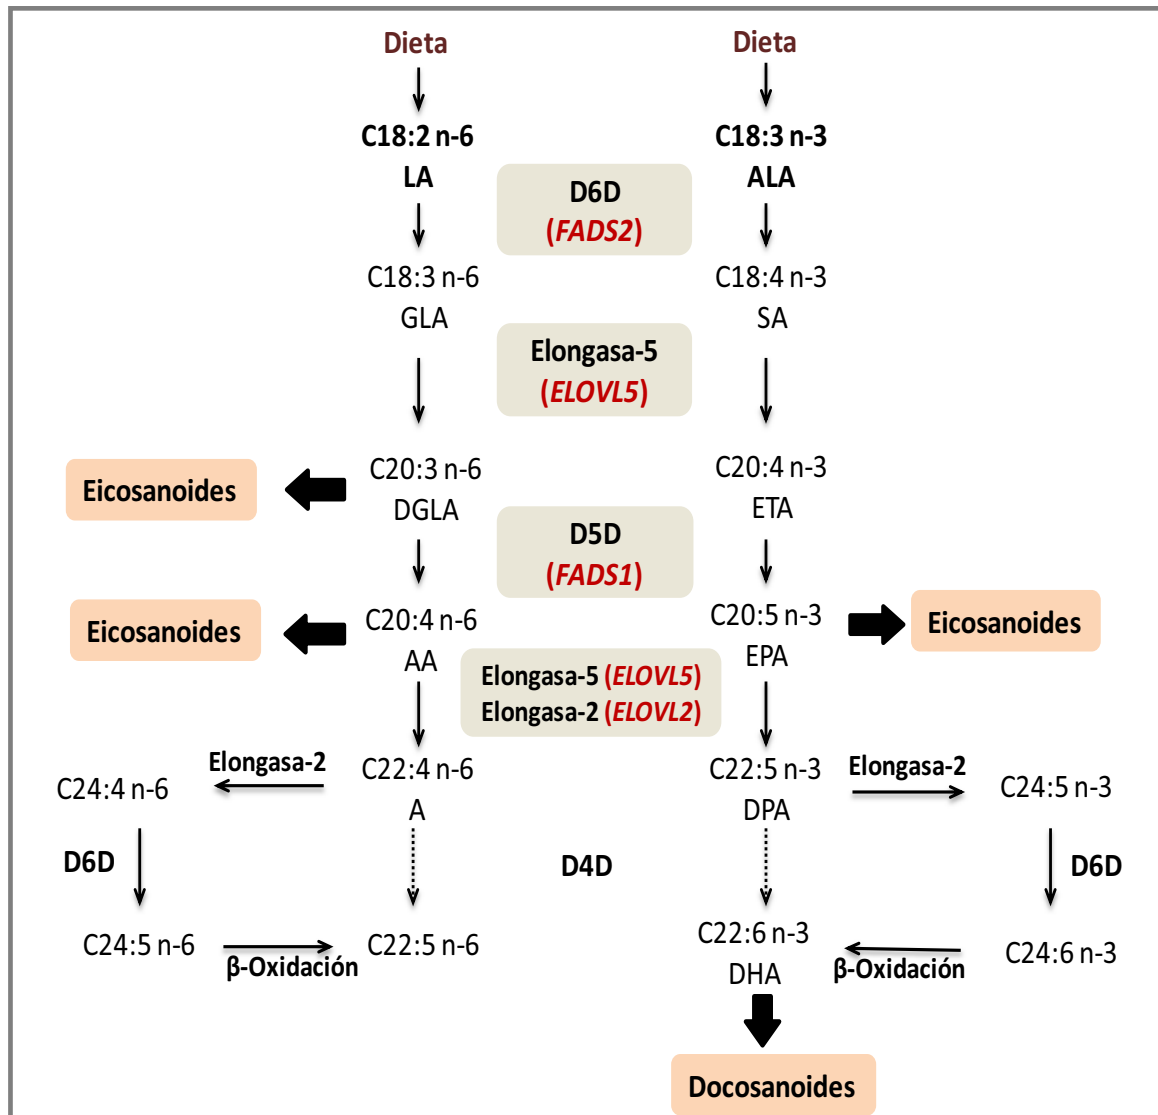 Dieta
Dieta
C18:2 n-6
LA
C18:3 n-3
ALA
D6D
(FADS2)
C18:3 n-6
GLA
C18:4 n-3
SA
Elongasa-5
(ELOVL5)
C20:3 n-6
DGLA
C20:4 n-3
ETA
Eicosanoides
D5D
(FADS1)
C20:4 n-6
AA
C20:5 n-3
EPA
Eicosanoides
Eicosanoides
Elongasa-5 (ELOVL5)
Elongasa-2 (ELOVL2)
Elongasa-2
C22:4 n-6
A
C22:5 n-3
DPA
Elongasa-2
C24:4 n-6
C24:5 n-3
D6D
D4D
D6D
C24:5 n-6
β-Oxidación
C22:5 n-6
C22:6 n-3
DHA
β-Oxidación
C24:6 n-3
Docosanoides